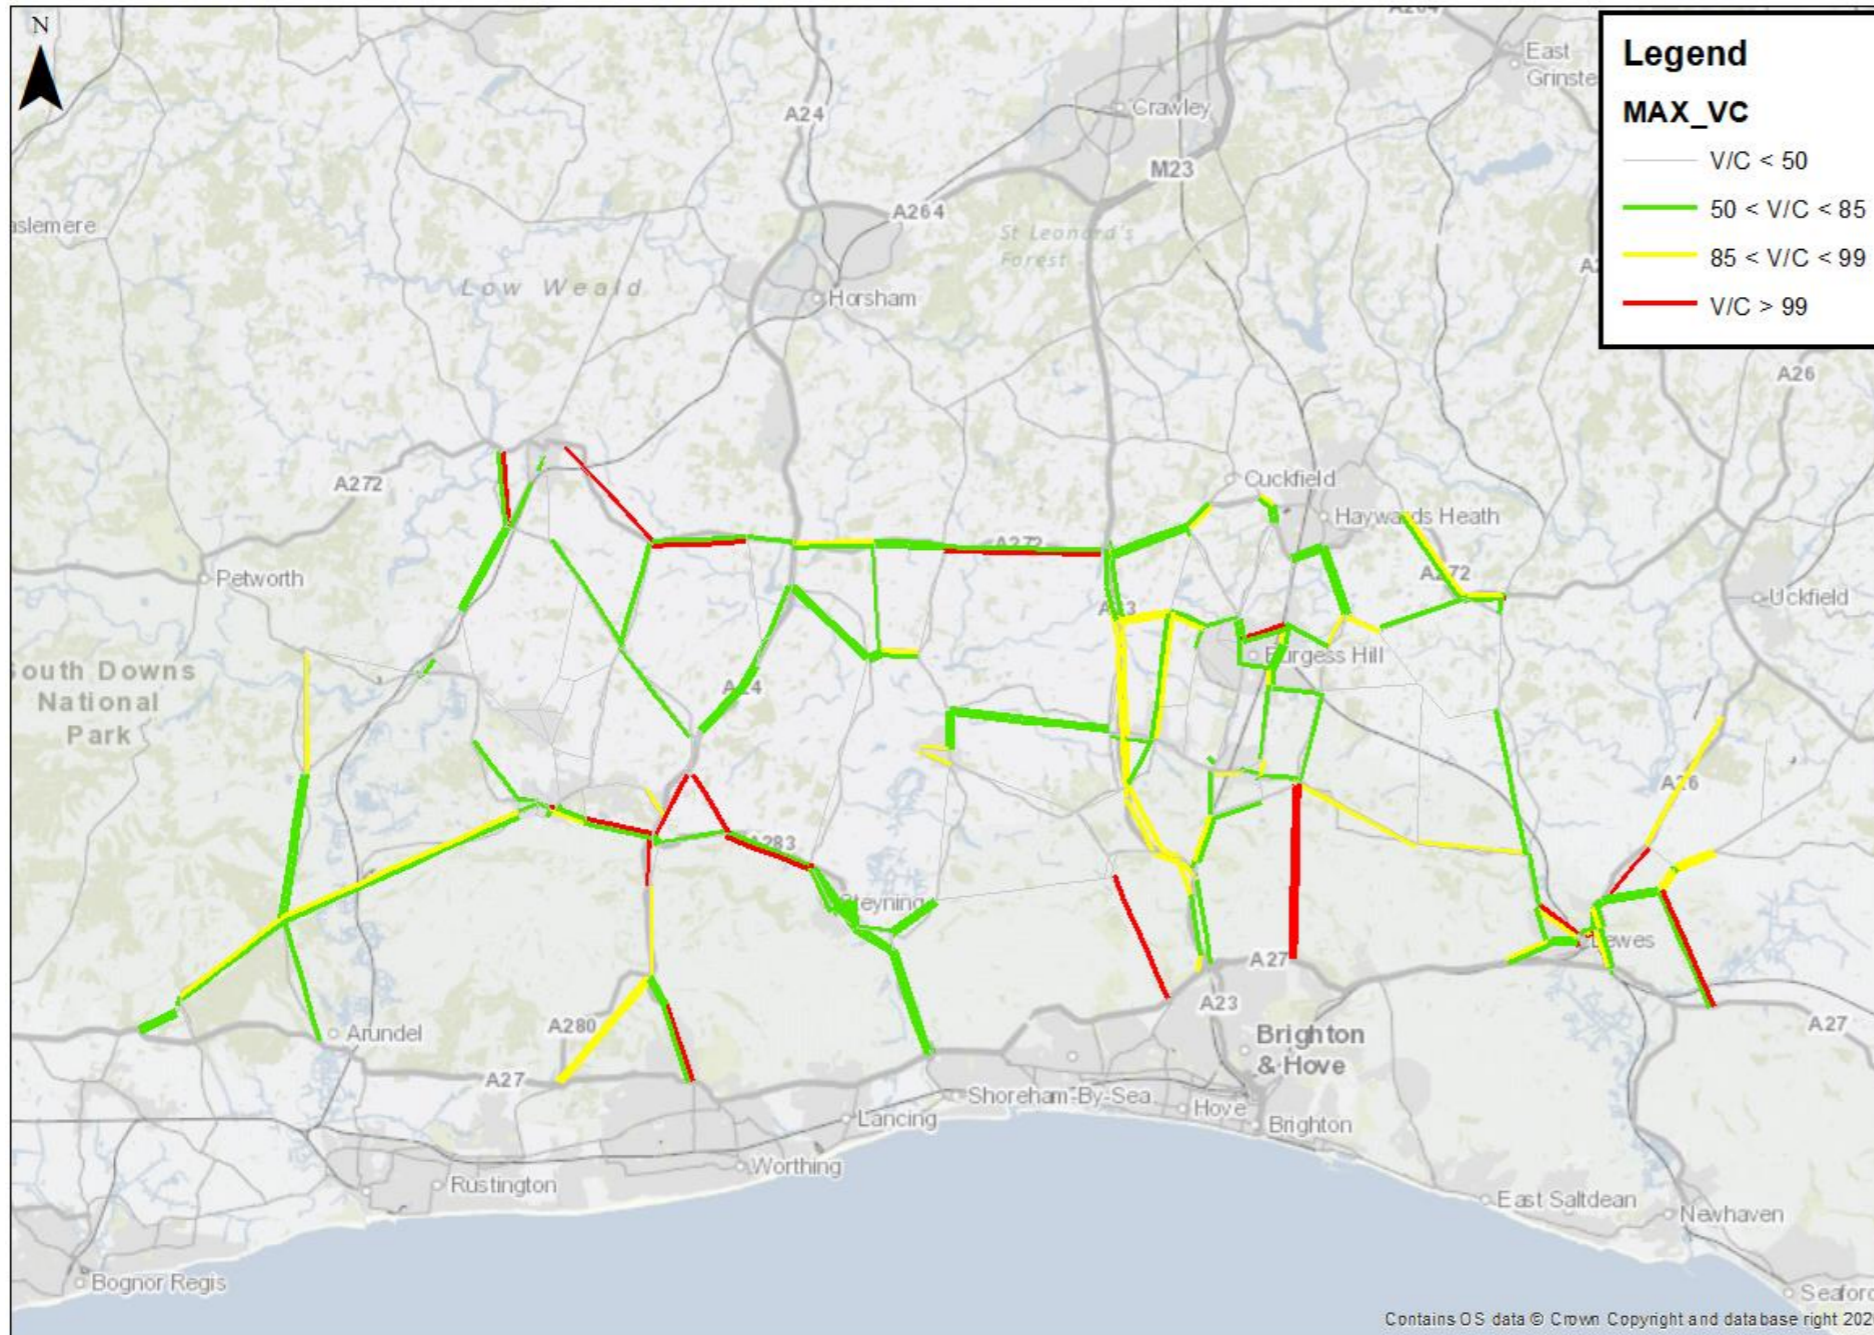 N
A264
East
Grinste
Legend
MAX_VC
V/C < 50
50 < V/C < 85
85 < V/C < 99
V/C > 99
A24
Crawley
M23
A264
aslemere
St Leonard's
Forest
Low Weald
Horsham
A26
A272
Cuckfield
Haywards Heath
A272
A272
Petworth
Uckfield
A23
Burgess Hill
South Downs
National
Park
A24
A26
A283
Steyning
Lewes
A27
A23
Arundel
A280
Brighton
& Hove
A27
A27
Shoreham-By-Sea
Hove
Lancing
Brighton
Worthing
Rustington
East Saltdean
Newhaven
Bognor Regis
Seaford
Contains OS data © Crown Copyright and database right 202